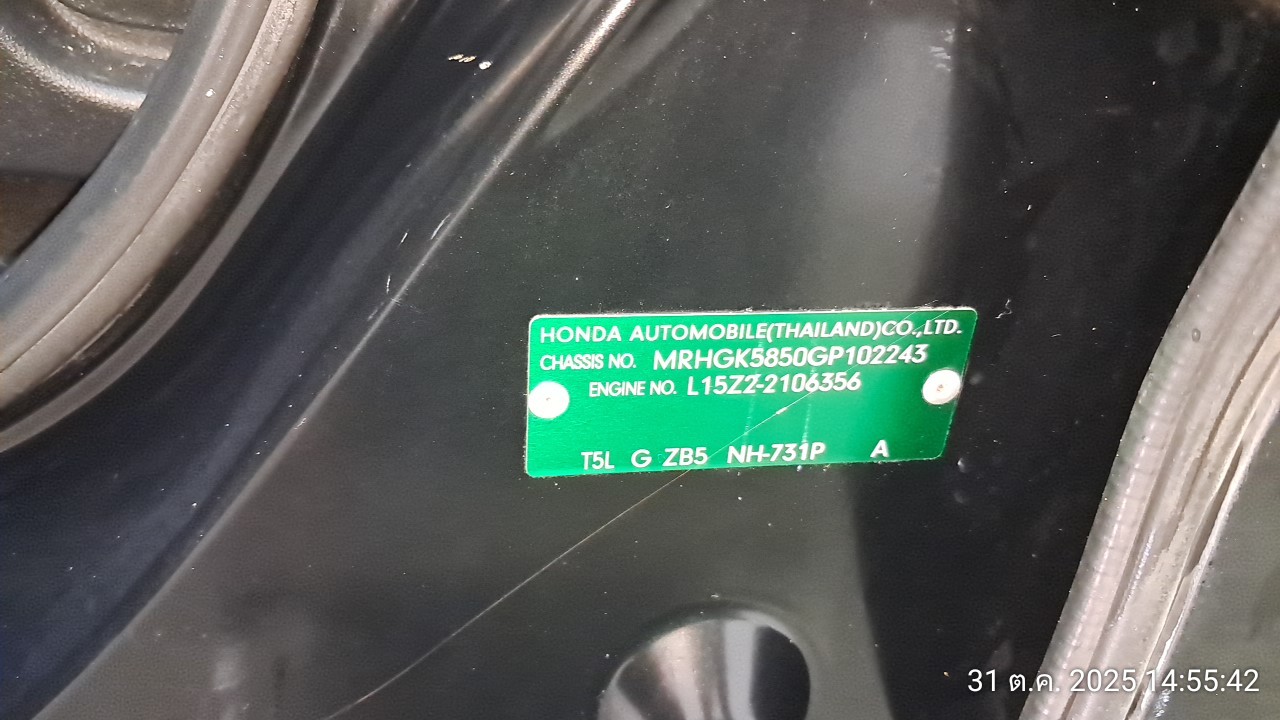 HONDA AUTOMOBILE(THAILAND)CO.,LTD.
CHASSIS NO. MRHGK5850GP102243
ENGINE NO. L15Z2-2106356
T5L G ZB5 NH-731P A
31 ต.ค. 2025 14:55:42